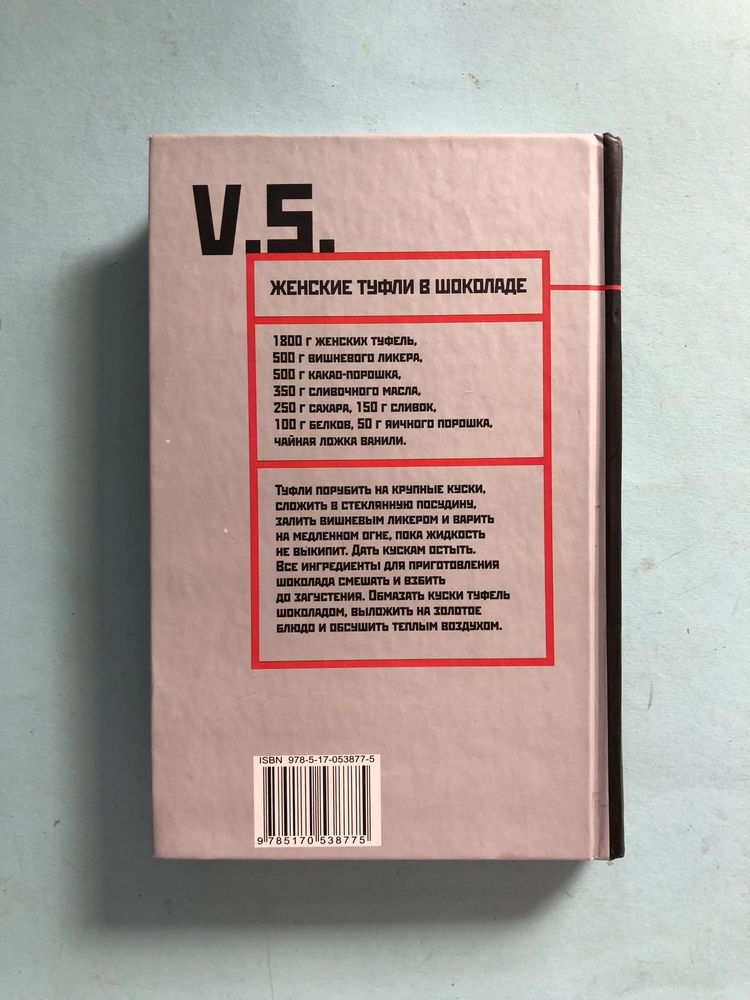 V.S.
ЖЕНСКИЕ ТУФЛИ В ШОКОЛАДЕ
1800 г ЖЕНСКИХ ТУФЕЛЬ,
500 г ВИШНЕВОГО ЛИКЕРА,
500 г КАКАО-ПОРОШКА,
350 г СЛИВОЧНОГО МАСЛА,
250 г САХАРА, 150 г СЛИВОК,
100 г БЕЛКОВ, 50 г ЯИЧНОГО ПОРОШКА,
ЧАЙНАЯ ЛОЖКА ВАНИЛИ.
ТУФЛИ ПОРУБИТЬ НА КРУПНЫЕ КУСКИ,
СЛОЖИТЬ В СТЕКЛЯННУЮ ПОСУДИНУ,
ЗАЛИТЬ ВИШНЕВЫМ ЛИКЕРОМ И ВАРИТЬ
НА МЕДЛЕННОМ ОГНЕ, ПОКА ЖИДКОСТЬ
НЕ ВЫКИПИТ. ДАТЬ КУСКАМ ОСТЫТЬ.
ВСЕ ИНГРЕДИЕНТЫ ДЛЯ ПРИГОТОВЛЕНИЯ
ШОКОЛАДА СМЕШАТЬ И ВЗБИТЬ
ДО ЗАГУСТЕНИЯ. ОБМАЗАТЬ КУСКИ ТУФЕЛЬ
ШОКОЛАДОМ, ВЫЛОЖИТЬ НА ЗОЛОТОЕ
БЛЮДО И ОБСУШИТЬ ТЕПЛЫМ ВОЗДУХОМ.
ISBN 978-5-17-053877-5
9 785170 538775